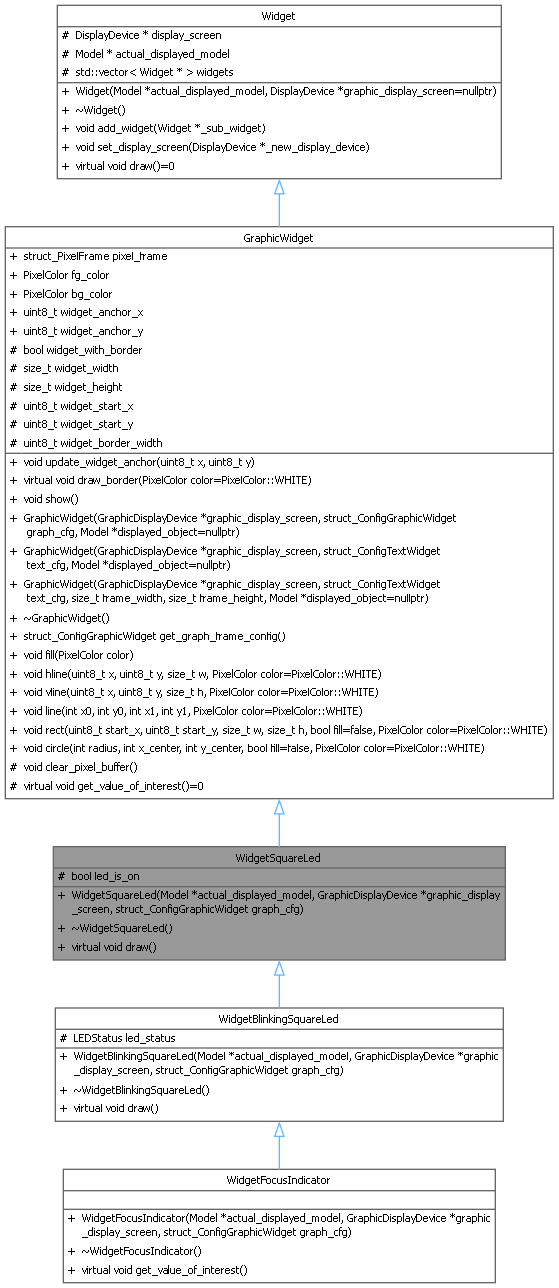 Widget
# DisplayDevice * display_screen
# Model * actual_displayed_model
# std::vector< Widget * > widgets
+ Widget(Model *actual_displayed_model, DisplayDevice *graphic_display_screen=nullptr)
+ ~Widget()
+ void add_widget(Widget *_sub_widget)
+ void set_display_screen(DisplayDevice *_new_display_device)
+ virtual void draw()=0
GraphicWidget
+ struct_PixelFrame pixel_frame
+ PixelColor fg_color
+ PixelColor bg_color
+ uint8_t widget_anchor_x
+ uint8_t widget_anchor_y
# bool widget_with_border
# size_t widget_width
# size_t widget_height
# uint8_t widget_start_x
# uint8_t widget_start_y
# uint8_t widget_border_width
+ void update_widget_anchor(uint8_t x, uint8_t y)
+ virtual void draw_border(PixelColor color=PixelColor::WHITE)
+ void show()
+ GraphicWidget(GraphicDisplayDevice *graphic_display_screen, struct_ConfigGraphicWidget
graph_cfg, Model *displayed_object=nullptr)
+ GraphicWidget(GraphicDisplayDevice *graphic_display_screen, struct_ConfigTextWidget
text_cfg, Model *displayed_object=nullptr)
+ GraphicWidget(GraphicDisplayDevice *graphic_display_screen, struct_ConfigTextWidget
text_cfg, size_t frame_width, size_t frame_height, Model *displayed_object=nullptr)
+ ~GraphicWidget()
+ struct_ConfigGraphicWidget get_graph_frame_config()
+ void fill(PixelColor color)
+ void hline(uint8_t x, uint8_t y, size_t w, PixelColor color=PixelColor::WHITE)
+ void vline(uint8_t x, uint8_t y, size_t h, PixelColor color=PixelColor::WHITE)
+ void line(int x0, int y0, int x1, int y1, PixelColor color=PixelColor::WHITE)
+ void rect(uint8_t start_x, uint8_t start_y, size_t w, size_t h, bool fill=false, PixelColor color=PixelColor::WHITE)
+ void circle(int radius, int x_center, int y_center, bool fill=false, PixelColor color=PixelColor::WHITE)
# void clear_pixel_buffer()
# virtual void get_value_of_interest()=0
WidgetSquareLed
# bool led_is_on
+ WidgetSquareLed(Model *actual_displayed_model, GraphicDisplayDevice *graphic_display
_screen, struct_ConfigGraphicWidget graph_cfg)
+ ~WidgetSquareLed()
+ virtual void draw()
WidgetBlinkingSquareLed
# LEDStatus led_status
+ WidgetBlinkingSquareLed(Model *actual_displayed_model, GraphicDisplayDevice *graphic
_display_screen, struct_ConfigGraphicWidget graph_cfg)
+ ~WidgetBlinkingSquareLed()
+ virtual void draw()
WidgetFocusIndicator
+ WidgetFocusIndicator(Model *actual_displayed_model, GraphicDisplayDevice *graphic
_display_screen, struct_ConfigGraphicWidget graph_cfg)
+ ~WidgetFocusIndicator()
+ virtual void get_value_of_interest()